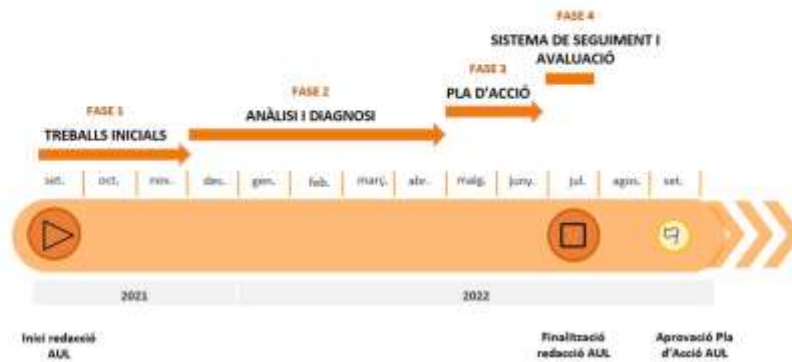 FASE 4
SISTEMA DE SEGUIMENT I
AVALUACIÓ
FASE 3
PLA D'ACCIÓ
FASE 2
ANÀLISI I DIAGNOSI
FASE 1
TREBALLS INICIALS
set. oct. nov. des. gen. feb. març. abr. maig. juny. jul. agos. set.
2021 2022
Inici redacció
AUL
Finalització
redacció AUL
Aprovació Pla
d'Acció AUL